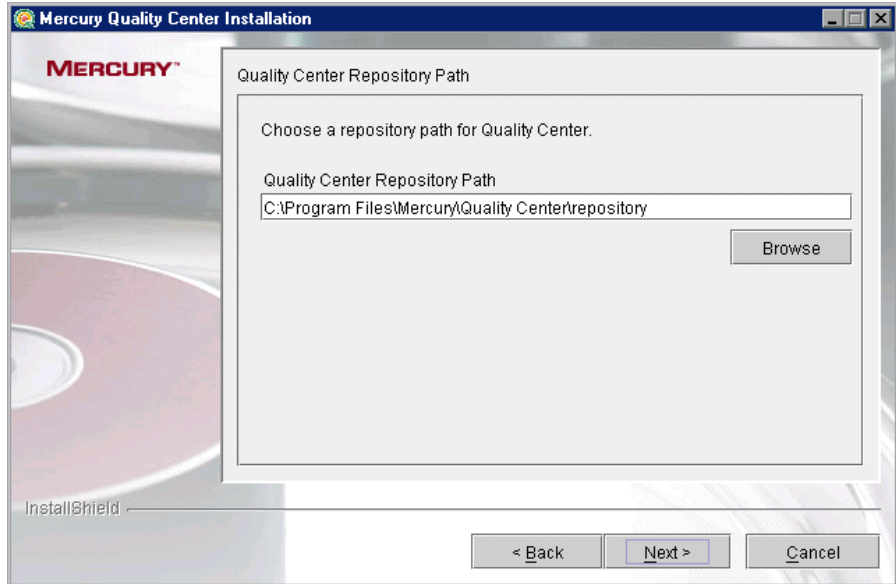 Mercury Quality Center Installation
MERCURY™
Quality Center Repository Path
Choose a repository path for Quality Center.
Quality Center Repository Path
C:\Program Files\Mercury\Quality Center\repository
Browse
InstallShield
< Back
Next >
Cancel